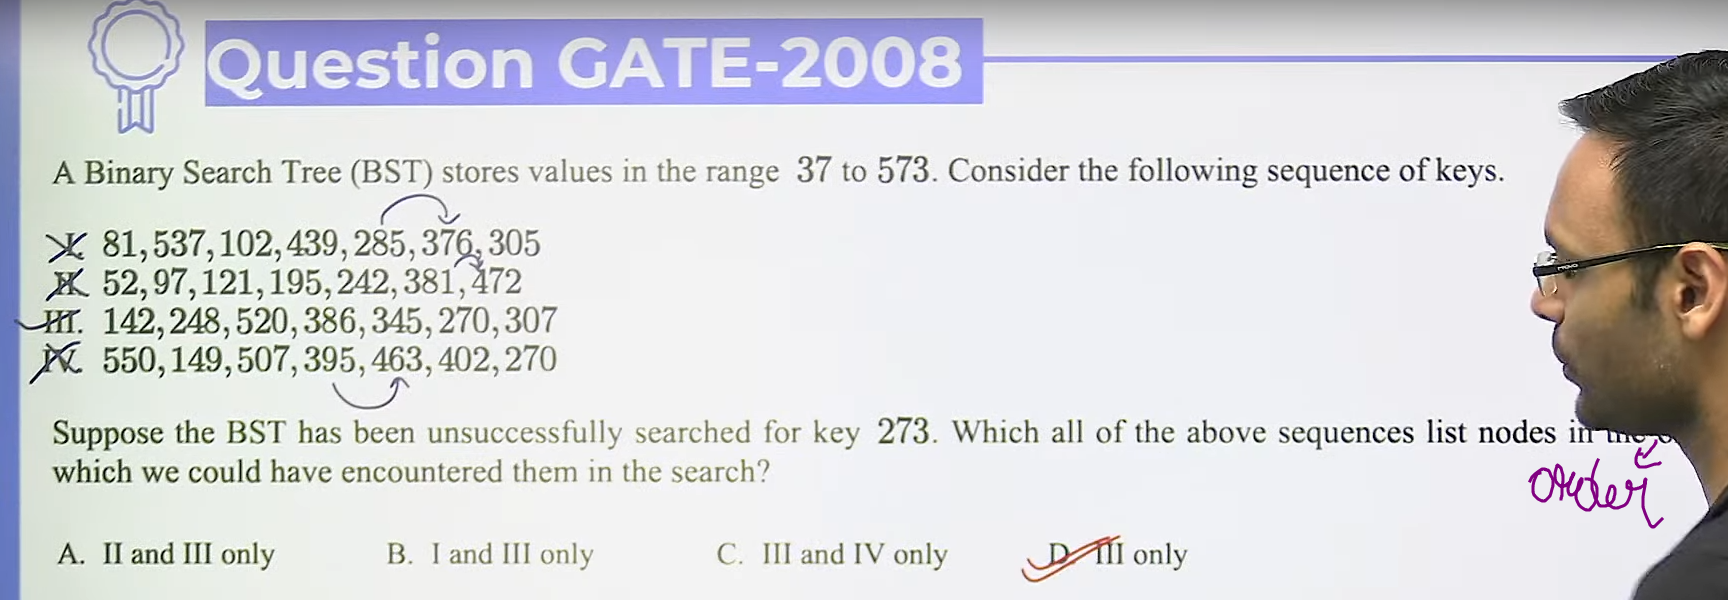 Question GATE-2008
A Binary Search Tree (BST) stores values in the range 37 to 573. Consider the following sequence of keys.
I. 81, 537, 102, 439, 285, 376, 305
II. 52, 97, 121, 195, 242, 381, 472
III. 142, 248, 520, 386, 345, 270, 307
IV. 550, 149, 507, 395, 463, 402, 270
Suppose the BST has been unsuccessfully searched for key 273. Which all of the above sequences list nodes in the
order
which we could have encountered them in the search?
A. II and III only B. I and III only C. III and IV only D. III only